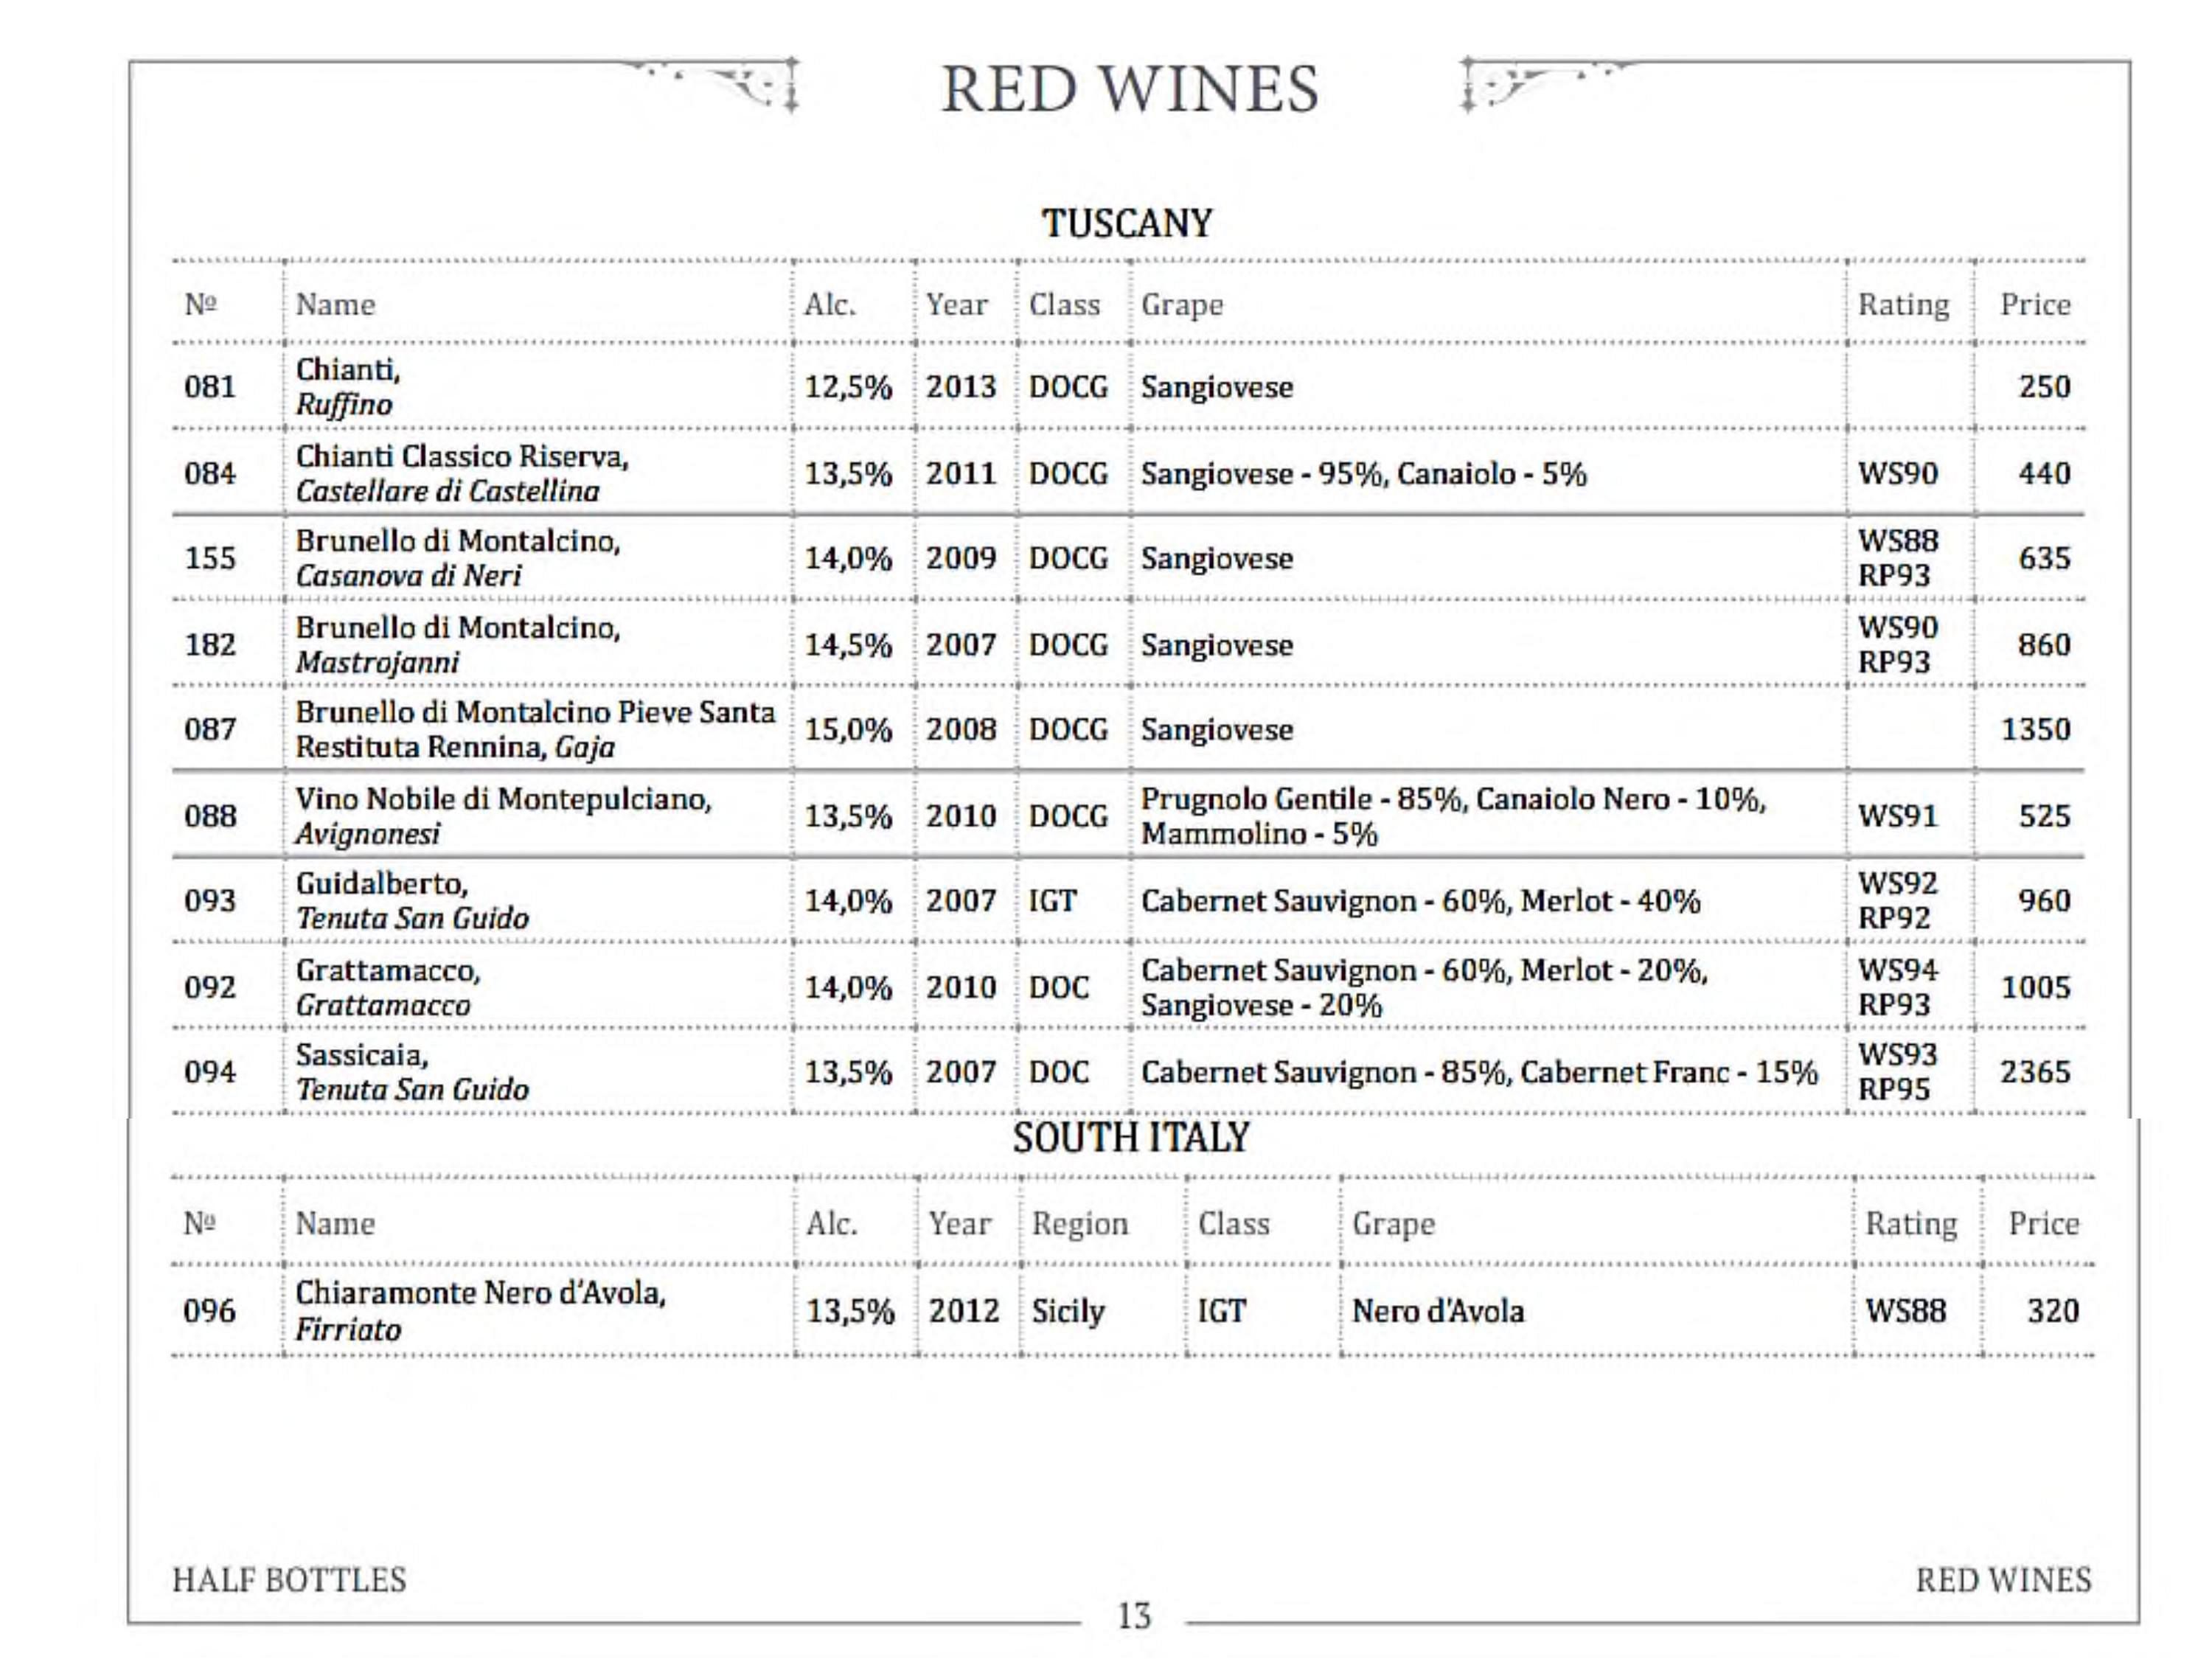 RED WINES
TUSCANY
Nº Name Alc. Year Class Grape Rating Price
081 Chianti, Ruffino 12,5% 2013 DOCG Sangiovese 250
084 Chianti Classico Riserva, Castellare di Castellina 13,5% 2011 DOCG Sangiovese - 95%, Canaiolo - 5% WS90 440
155 Brunello di Montalcino, Casanova di Neri 14,0% 2009 DOCG Sangiovese WS88 RP93 635
182 Brunello di Montalcino, Mastrojanni 14,5% 2007 DOCG Sangiovese WS90 RP93 860
087 Brunello di Montalcino Pieve Santa Restituta Rennina, Gaja 15,0% 2008 DOCG Sangiovese 1350
088 Vino Nobile di Montepulciano, Avignonesi 13,5% 2010 DOCG Prugnolo Gentile - 85%, Canaiolo Nero - 10%, Mammolino - 5% WS91 525
093 Guidalberto, Tenuta San Guido 14,0% 2007 IGT Cabernet Sauvignon - 60%, Merlot - 40% WS92 RP92 960
092 Grattamacco, Grattamacco 14,0% 2010 DOC Cabernet Sauvignon - 60%, Merlot - 20%, Sangiovese - 20% WS94 RP93 1005
094 Sassicaia, Tenuta San Guido 13,5% 2007 DOC Cabernet Sauvignon - 85%, Cabernet Franc - 15% WS93 RP95 2365
SOUTH ITALY
Nº Name Alc. Year Region Class Grape Rating Price
096 Chiaramonte Nero d'Avola, Firriato 13,5% 2012 Sicily IGT Nero d'Avola WS88 320
HALF BOTTLES
RED WINES
13